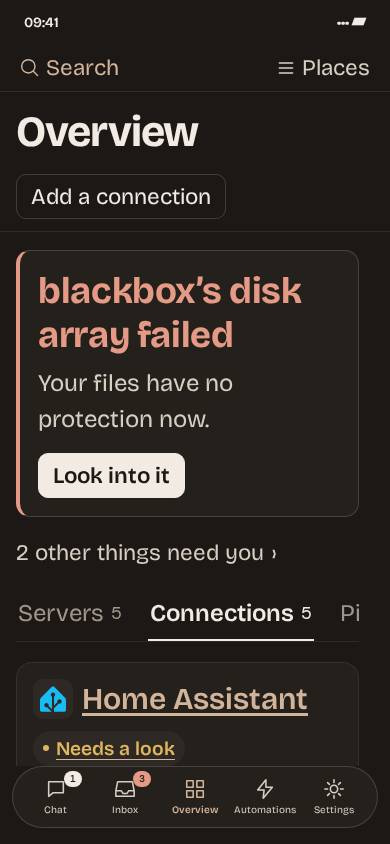 09:41
Search
Places
Overview
Add a connection
blackbox’s disk
array failed
Your files have no
protection now.
Look into it
2 other things need you ›
Servers 5 Connections 5 Pi
Home Assistant
• Needs a look
1 3
Chat Inbox Overview Automations Settings